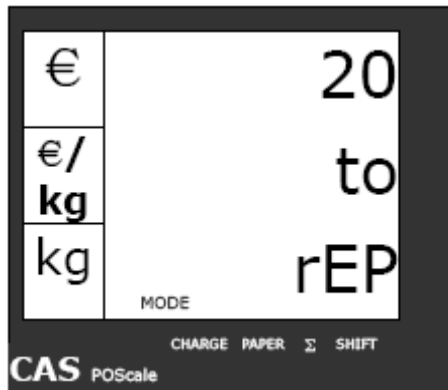 € 20
€/ to
kg
kg rEP
MODE
CHARGE PAPER Σ SHIFT
CAS POScale